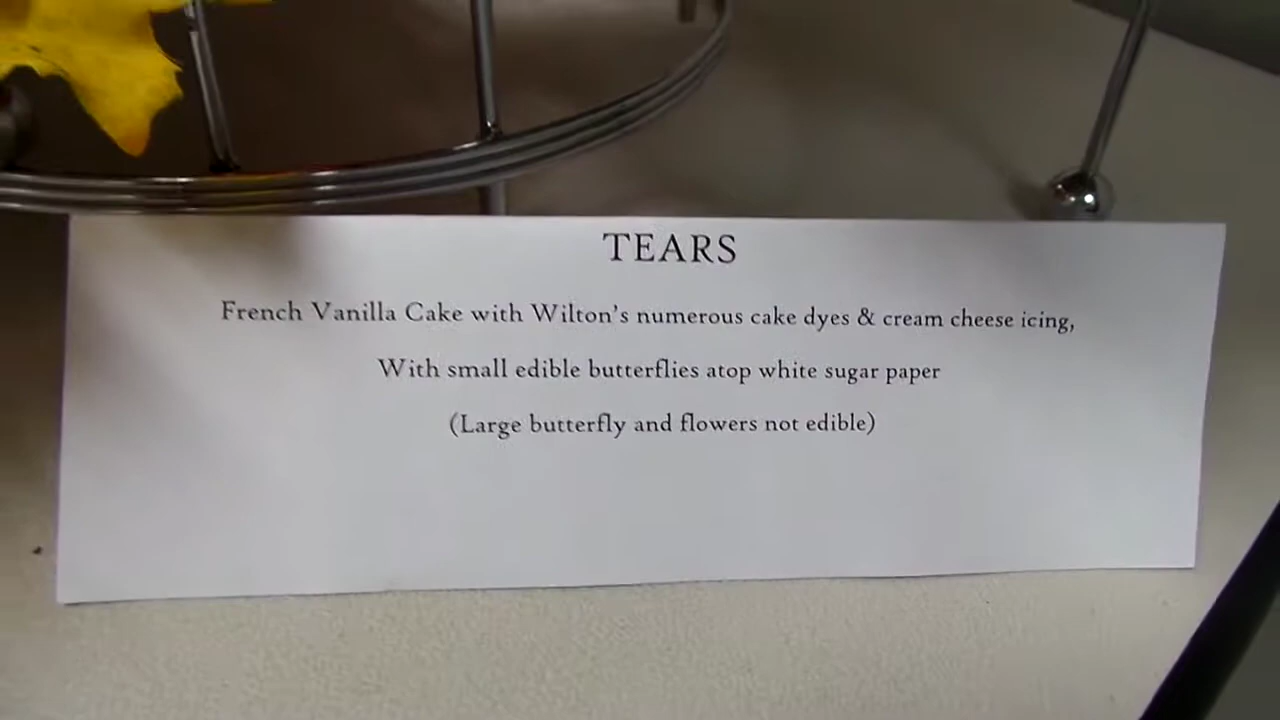 TEARS
French Vanilla Cake with Wilton's numerous cake dyes & cream cheese icing,
With small edible butterflies atop white sugar paper
(Large butterfly and flowers not edible)